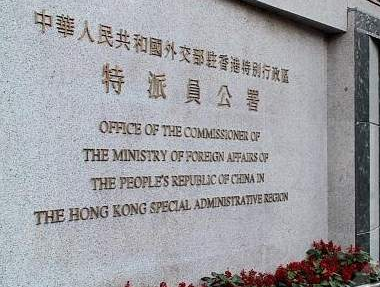 中華人民共和國外交部駐香港特別行政區
特派員公署
OFFICE OF THE COMMISSIONER OF
THE MINISTRY OF FOREIGN AFFAIRS OF
THE PEOPLE'S REPUBLIC OF CHINA IN
THE HONG KONG SPECIAL ADMINISTRATIVE REGION